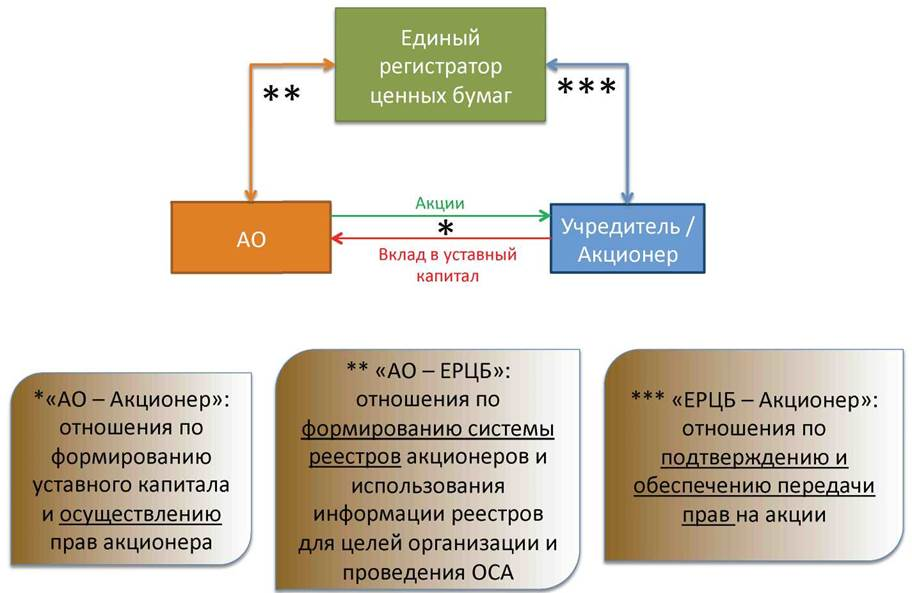 Единый
регистратор
ценных бумаг
**
***
АО
Акции
*
Вклад в уставный
капитал
Учредитель /
Акционер
*«АО – Акционер»:
отношения по
формированию
уставного капитала
и осуществлению
прав акционера
** «АО – ЕРЦБ»:
отношения по
формированию системы
реестров акционеров и
использования
информации реестров
для целей организации и
проведения ОСА
*** «ЕРЦБ – Акционер»:
отношения по
подтверждению и
обеспечению передачи
прав на акции